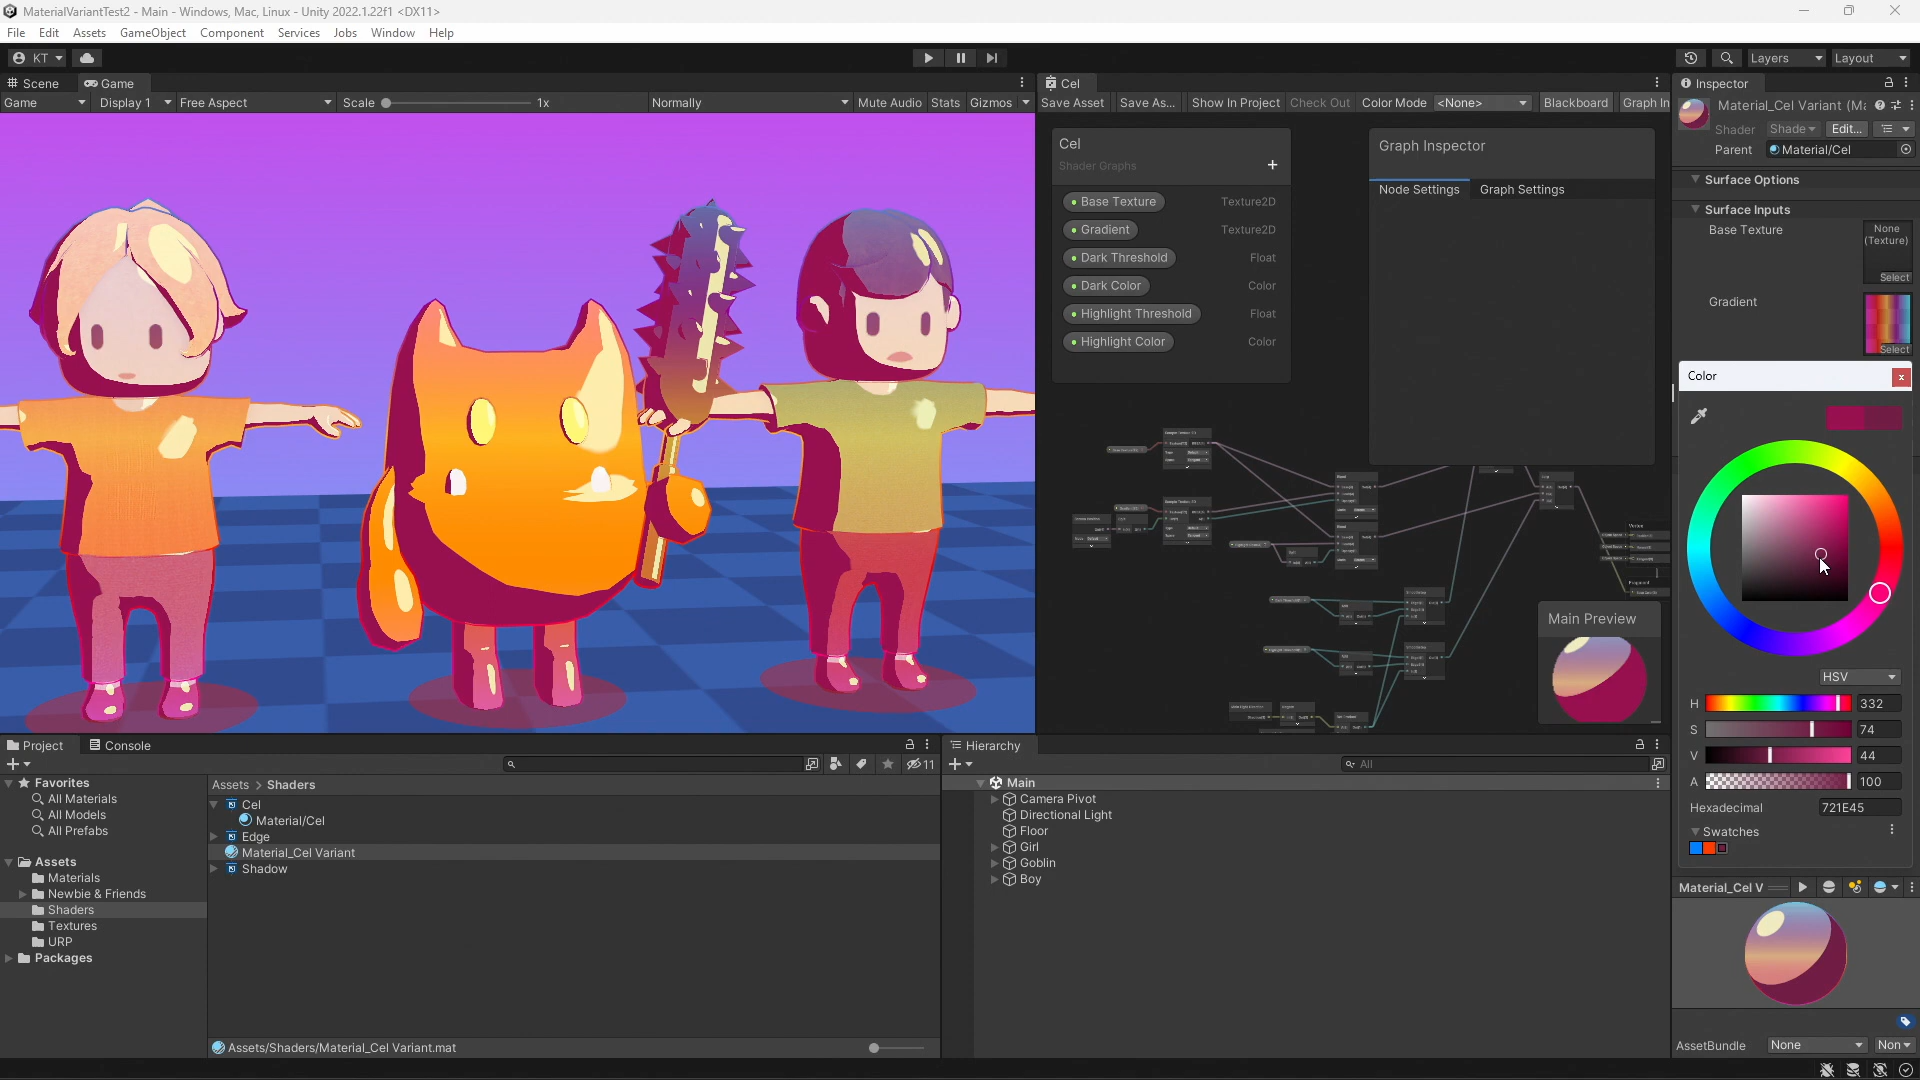 MaterialVariantTest2 - Main - Windows, Mac, Linux - Unity 2022.1.22f1 <DX11>
File Edit Assets GameObject Component Services Jobs Window Help
KT
Layers Layout
Scene Game
Game Display 1 Free Aspect Scale 1x Normally Mute Audio Stats Gizmos
Cel
Save Asset Save As... Show In Project Check Out Color Mode <None> Blackboard Graph In
Cel
Shader Graphs
+
Base Texture Texture2D
Gradient Texture2D
Dark Threshold Float
Dark Color Color
Highlight Threshold Float
Highlight Color Color
Graph Inspector
Node Settings Graph Settings
Main Preview
Inspector
Material_Cel Variant (Ma
Shader Shade Edit...
Parent Material/Cel
Surface Options
Surface Inputs
Base Texture
None
(Texture)
Select
Gradient
Select
Color
x
HSV
H 332
S 74
V 44
A 100
Hexadecimal 721E45
Swatches
Material_Cel V
AssetBundle None Non
Project Console
11
Favorites
All Materials
All Models
All Prefabs
Assets
Materials
Newbie & Friends
Shaders
Textures
URP
Packages
Assets > Shaders
Cel
Material/Cel
Edge
Material_Cel Variant
Shadow
Assets/Shaders/Material_Cel Variant.mat
Hierarchy
All
Main
Camera Pivot
Directional Light
Floor
Girl
Goblin
Boy